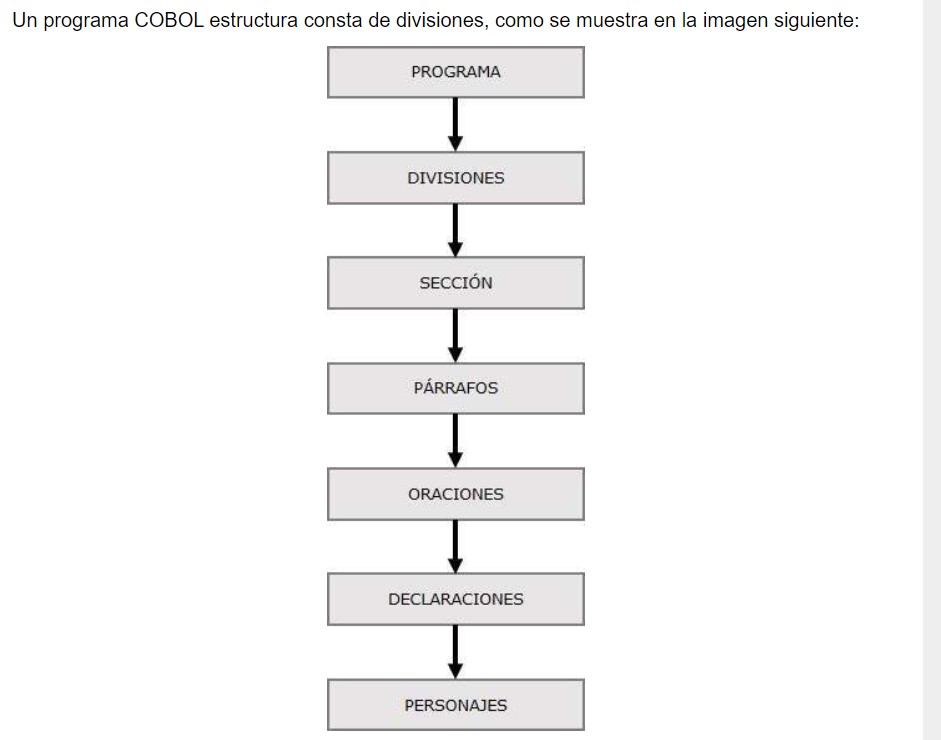 Un programa COBOL estructura consta de divisiones, como se muestra en la imagen siguiente:
PROGRAMA
DIVISIONES
SECCIÓN
PÁRRAFOS
ORACIONES
DECLARACIONES
PERSONAJES